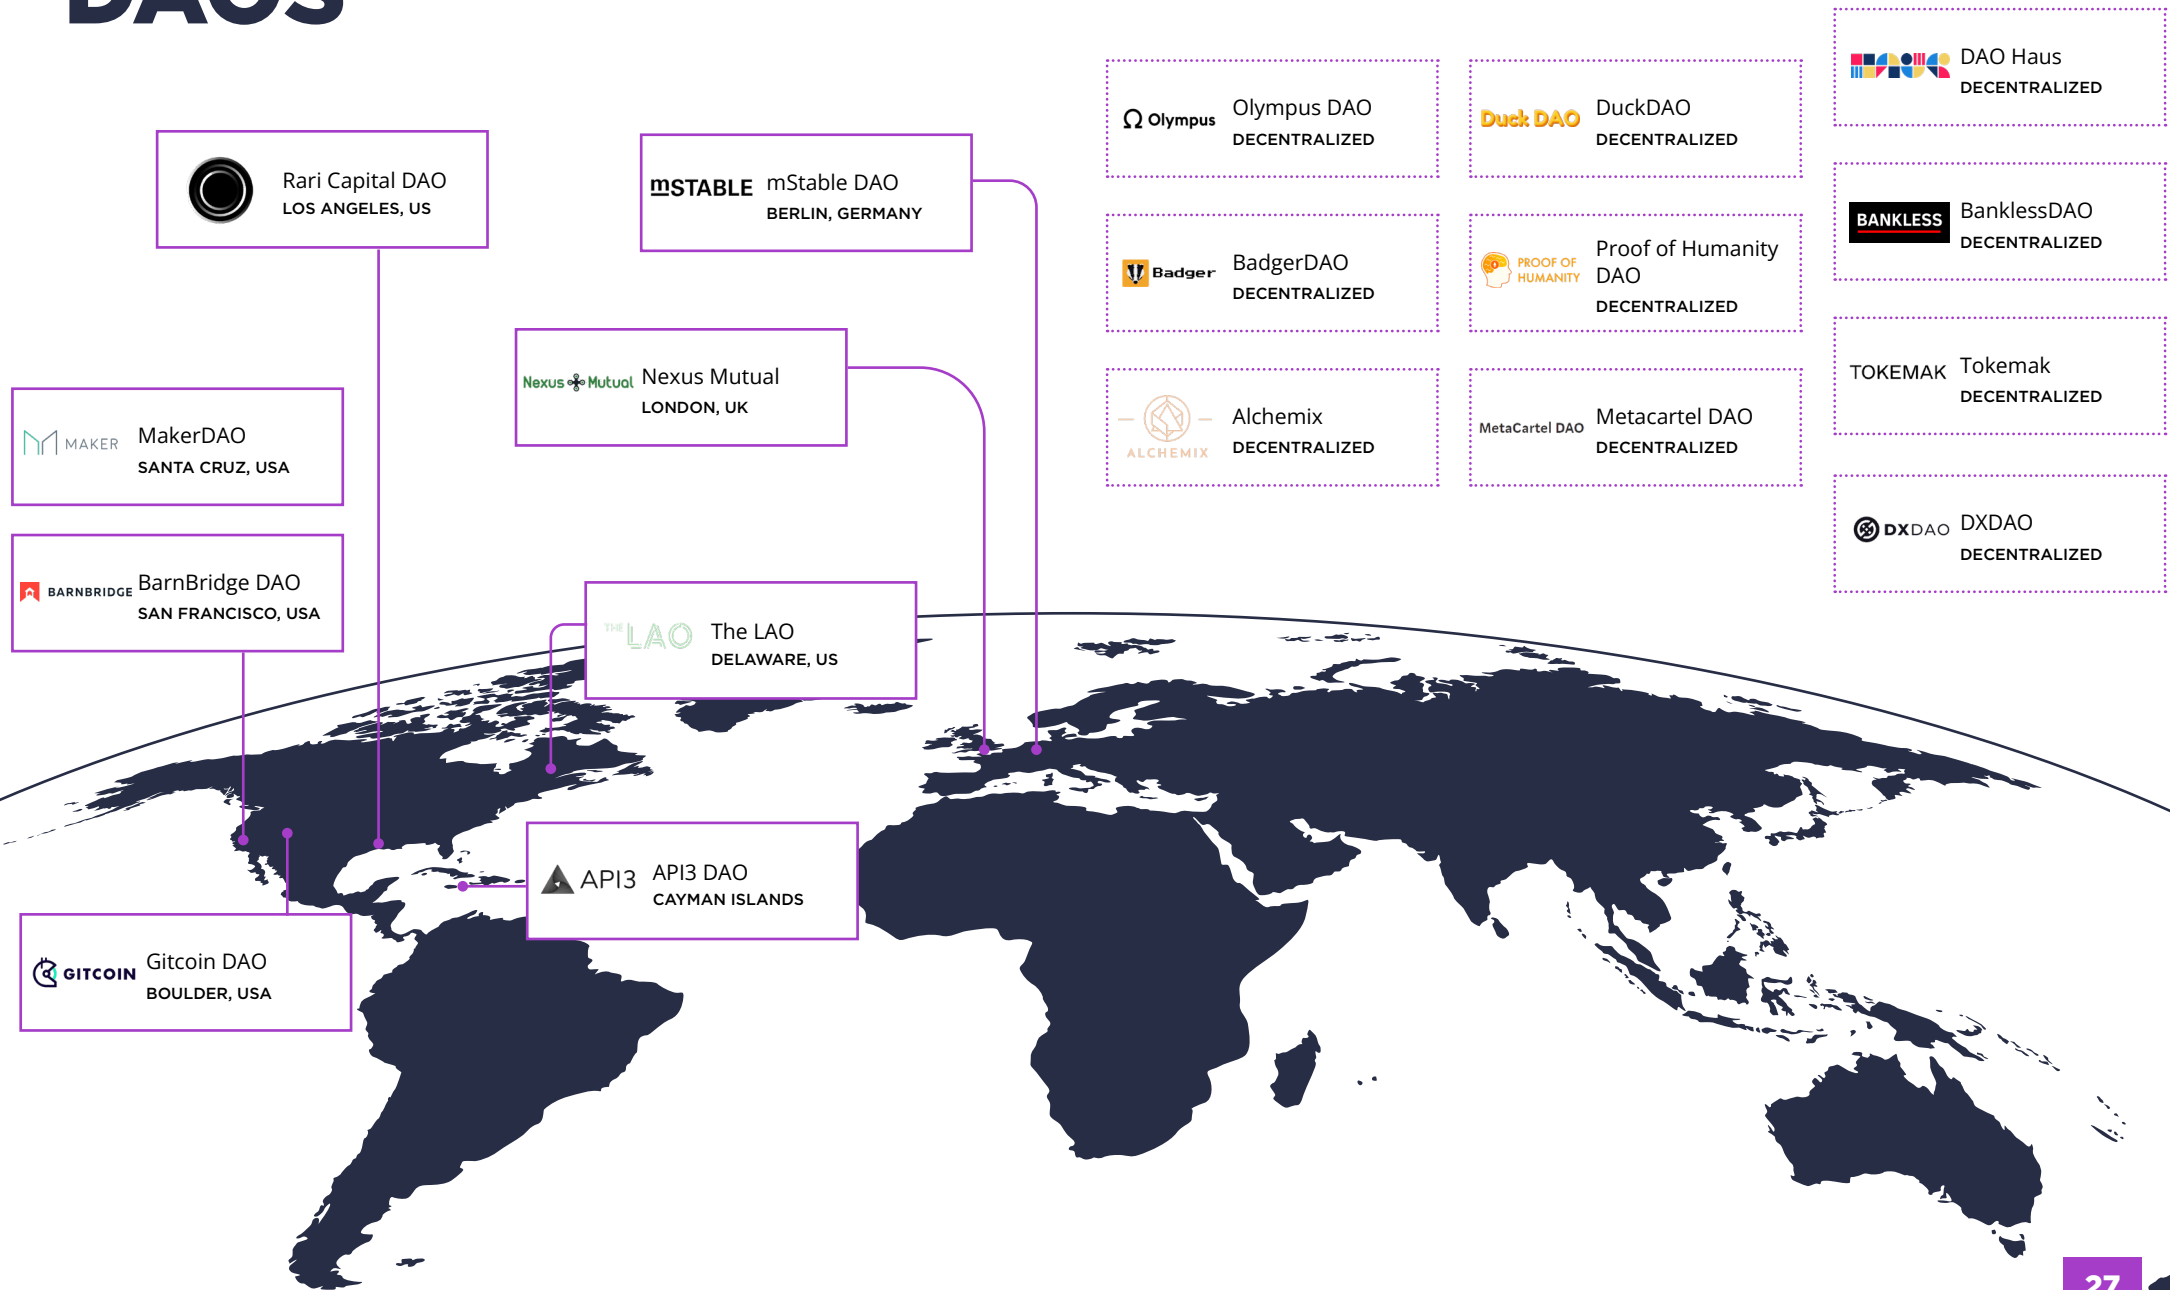 DAOS
Rari Capital DAO
LOS ANGELES, US
mSTABLE
mStable DAO
BERLIN, GERMANY
Nexus Mutual
Nexus Mutual
LONDON, UK
MAKER
MakerDAO
SANTA CRUZ, USA
BARNBRIDGE
BarnBridge DAO
SAN FRANCISCO, USA
THE LAO
The LAO
DELAWARE, US
API3
API3 DAO
CAYMAN ISLANDS
GITCOIN
Gitcoin DAO
BOULDER, USA
Olympus
Olympus DAO
DECENTRALIZED
Badger
BadgerDAO
DECENTRALIZED
ALCHEMIX
Alchemix
DECENTRALIZED
Duck DAO
DuckDAO
DECENTRALIZED
PROOF OF
HUMANITY
Proof of Humanity
DAO
DECENTRALIZED
MetaCartel DAO
Metacartel DAO
DECENTRALIZED
DAO Haus
DECENTRALIZED
BANKLESS
BanklessDAO
DECENTRALIZED
TOKEMAK
Tokemak
DECENTRALIZED
DXDAO
DXDAO
DECENTRALIZED
27